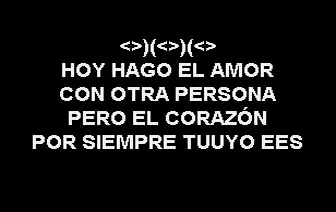 <>)(<>)(<>
HOY HAGO EL AMOR
CON OTRA PERSONA
PERO EL CORAZÓN
POR SIEMPRE TUUYO EES